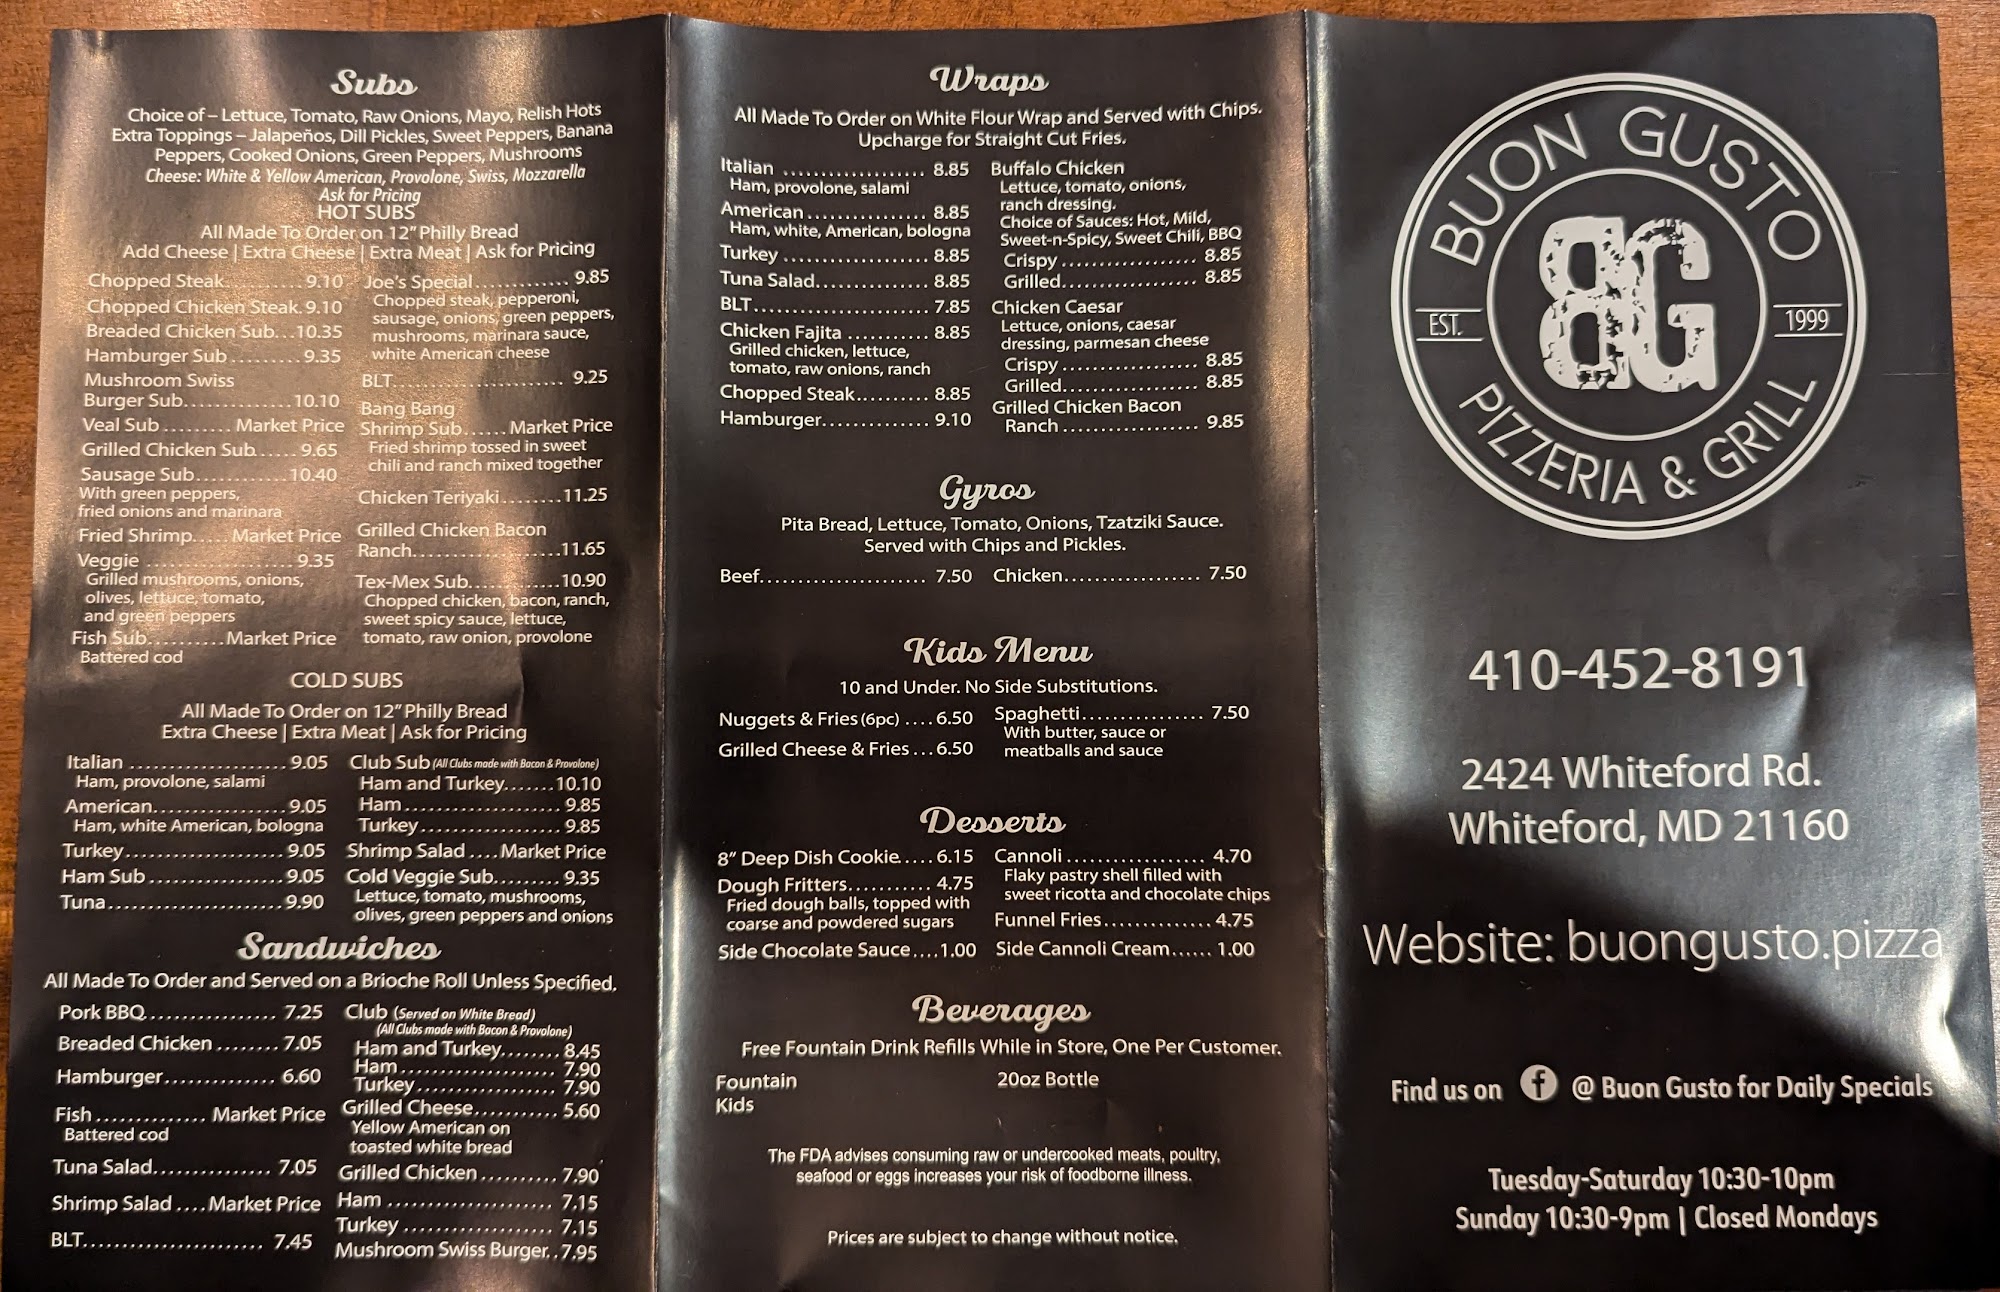 Subs
Choice of – Lettuce, Tomato, Raw Onions, Mayo, Relish Hots
Extra Toppings – Jalapeños, Dill Pickles, Sweet Peppers, Banana
Peppers, Cooked Onions, Green Peppers, Mushrooms
Cheese: White & Yellow American, Provolone, Swiss, Mozzarella
Ask for Pricing
HOT SUBS
All Made To Order on 12" Philly Bread
Add Cheese | Extra Cheese | Extra Meat | Ask for Pricing
Chopped Steak..........9.10
Chopped Chicken Steak.9.10
Breaded Chicken Sub...10.35
Hamburger Sub.........9.35
Mushroom Swiss
Burger Sub..............10.10
Veal Sub ......... Market Price
Grilled Chicken Sub......9.65
Sausage Sub............10.40
With green peppers,
fried onions and marinara
Fried Shrimp..... Market Price
Veggie ...................9.35
Grilled mushrooms, onions,
olives, lettuce, tomato,
and green peppers
Fish Sub..........Market Price
Battered cod
Joe's Special.............9.85
Chopped steak, pepperoni,
sausage, onions, green peppers,
mushrooms, marinara sauce,
white American cheese
BLT....................... 9.25
Bang Bang
Shrimp Sub...... Market Price
Fried shrimp tossed in sweet
chili and ranch mixed together
Chicken Teriyaki........11.25
Grilled Chicken Bacon
Ranch....................11.65
Tex-Mex Sub............10.90
Chopped chicken, bacon, ranch,
sweet spicy sauce, lettuce,
tomato, raw onion, provolone
COLD SUBS
All Made To Order on 12" Philly Bread
Extra Cheese | Extra Meat | Ask for Pricing
Italian .....................9.05
Ham, provolone, salami
American..................9.05
Ham, white American, bologna
Turkey.....................9.05
Ham Sub..................9.05
Tuna.......................9.90
Club Sub (All Clubs made with Bacon & Provolone)
Ham and Turkey.......10.10
Ham..................... 9.85
Turkey................... 9.85
Shrimp Salad ....Market Price
Cold Veggie Sub.........9.35
Lettuce, tomato, mushrooms,
olives, green peppers and onions
Sandwiches
All Made To Order and Served on a Brioche Roll Unless Specified.
Pork BBQ................. 7.25
Breaded Chicken ........ 7.05
Hamburger............... 6.60
Fish............... Market Price
Battered cod
Tuna Salad................ 7.05
Shrimp Salad ....Market Price
BLT........................ 7.45
Club (Served on White Bread)
(All Clubs made with Bacon & Provolone)
Ham and Turkey........ 8.45
Ham..................... 7.90
Turkey................... 7.90
Grilled Cheese........... 5.60
Yellow American on
toasted white bread
Grilled Chicken.......... 7.90
Ham ...................... 7.15
Turkey .................... 7.15
Mushroom Swiss Burger..7.95
Wraps
All Made To Order on White Flour Wrap and Served with Chips.
Upcharge for Straight Cut Fries.
Italian ................... 8.85
Ham, provolone, salami
American................ 8.85
Ham, white, American, bologna
Turkey ................... 8.85
Tuna Salad............... 8.85
BLT........................ 7.85
Chicken Fajita ........... 8.85
Grilled chicken, lettuce,
tomato, raw onions, ranch
Chopped Steak.......... 8.85
Hamburger............... 9.10
Buffalo Chicken
Lettuce, tomato, onions,
ranch dressing.
Choice of Sauces: Hot, Mild,
Sweet-n-Spicy, Sweet Chili, BBQ
Crispy ................... 8.85
Grilled................... 8.85
Chicken Caesar
Lettuce, onions, caesar
dressing, parmesan cheese
Crispy ................... 8.85
Grilled................... 8.85
Grilled Chicken Bacon
Ranch ................... 9.85
Gyros
Pita Bread, Lettuce, Tomato, Onions, Tzatziki Sauce.
Served with Chips and Pickles.
Beef....................... 7.50
Chicken................... 7.50
Kids Menu
10 and Under. No Side Substitutions.
Nuggets & Fries (6pc) ....6.50
Grilled Cheese & Fries ...6.50
Spaghetti................. 7.50
With butter, sauce or
meatballs and sauce
Desserts
8" Deep Dish Cookie.....6.15
Dough Fritters........... 4.75
Fried dough balls, topped with
coarse and powdered sugars
Side Chocolate Sauce....1.00
Cannoli ................... 4.70
Flaky pastry shell filled with
sweet ricotta and chocolate chips
Funnel Fries............... 4.75
Side Cannoli Cream...... 1.00
Beverages
Free Fountain Drink Refills While in Store, One Per Customer.
Fountain
Kids
20oz Bottle
The FDA advises consuming raw or undercooked meats, poultry,
seafood or eggs increases your risk of foodborne illness.
Prices are subject to change without notice.
BUON GUSTO
EST.
BG
1999
PIZZERIA & GRILL
410-452-8191
2424 Whiteford Rd.
Whiteford, MD 21160
Website: buongusto.pizza
Find us on f @ Buon Gusto for Daily Specials
Tuesday-Saturday 10:30-10pm
Sunday 10:30-9pm | Closed Mondays